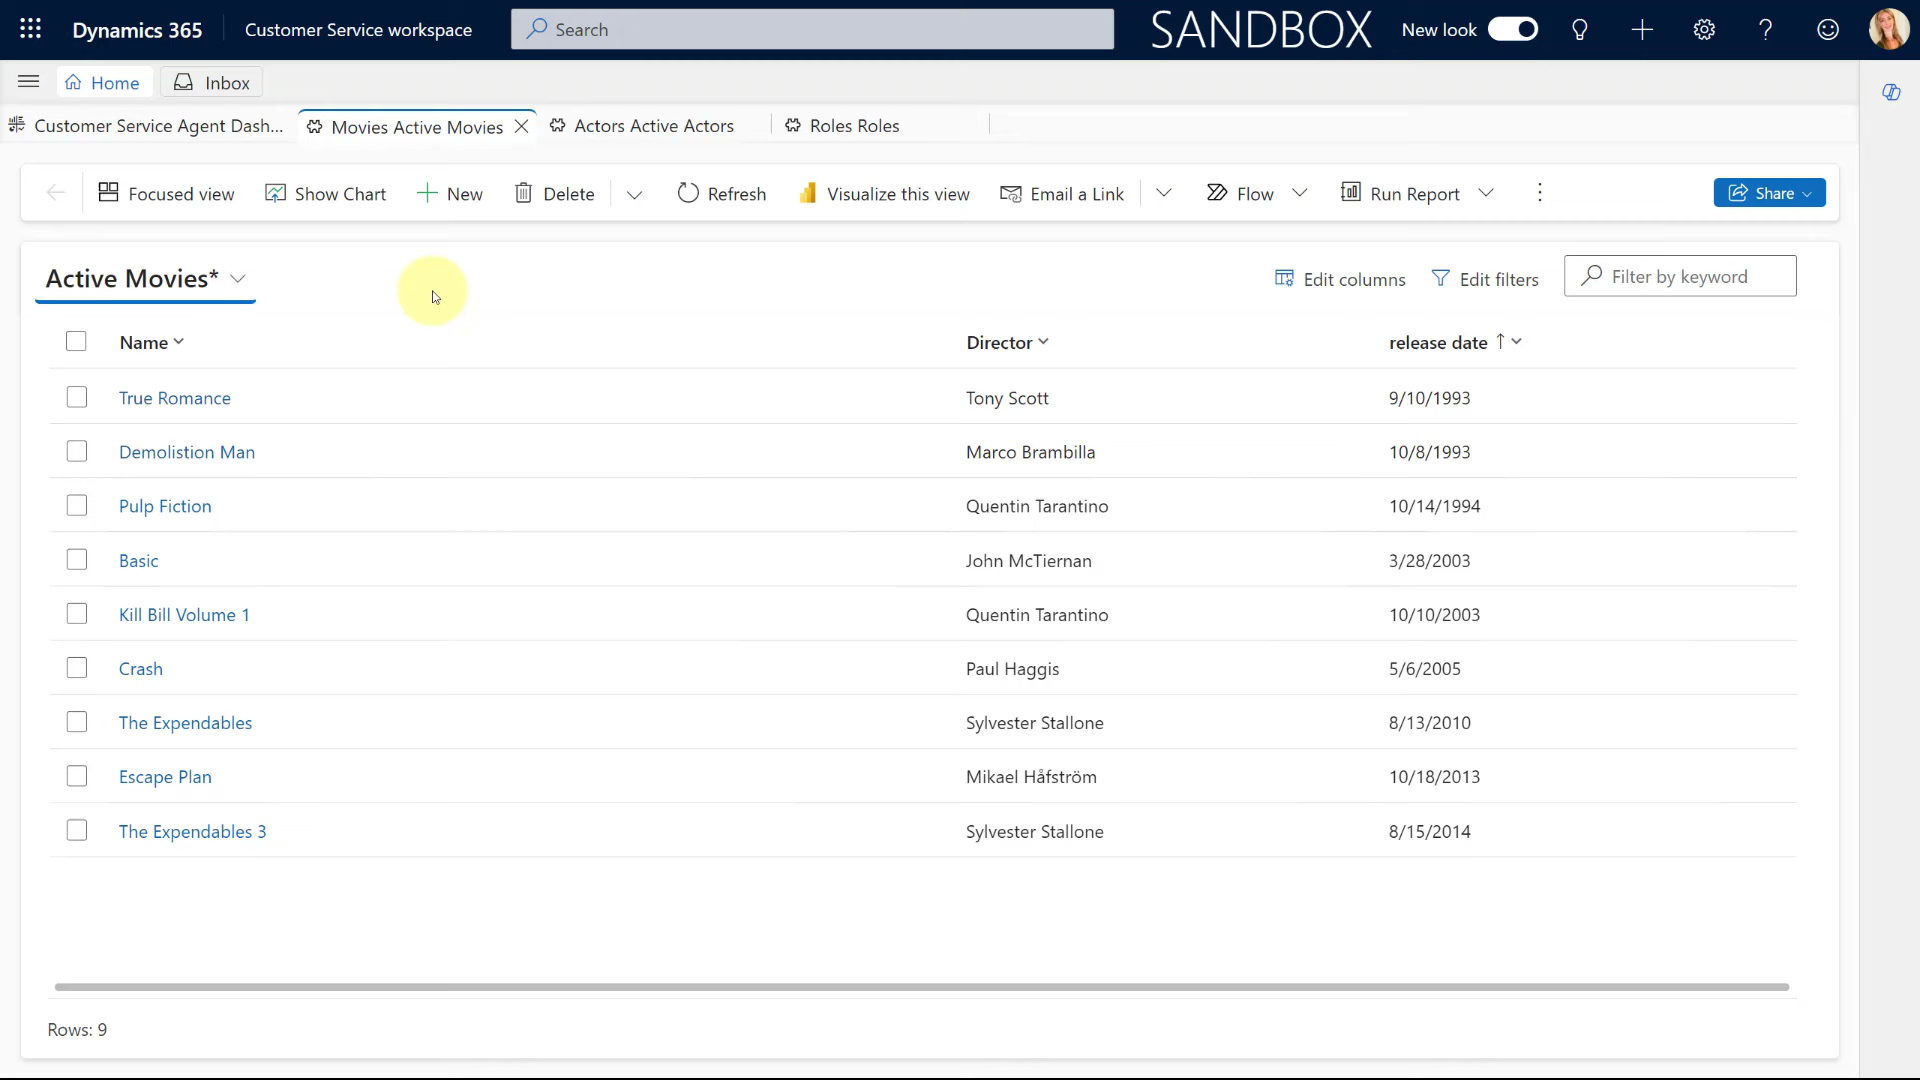 Dynamics 365 Customer Service workspace Search SANDBOX New look
Home Inbox
Customer Service Agent Dash... Movies Active Movies Actors Active Actors Roles Roles
Focused view Show Chart New Delete Refresh Visualize this view Email a Link Flow Run Report Share
Active Movies* Edit columns Edit filters Filter by keyword
Name Director release date
True Romance Tony Scott 9/10/1993
Demolistion Man Marco Brambilla 10/8/1993
Pulp Fiction Quentin Tarantino 10/14/1994
Basic John McTiernan 3/28/2003
Kill Bill Volume 1 Quentin Tarantino 10/10/2003
Crash Paul Haggis 5/6/2005
The Expendables Sylvester Stallone 8/13/2010
Escape Plan Mikael Håfström 10/18/2013
The Expendables 3 Sylvester Stallone 8/15/2014
Rows: 9